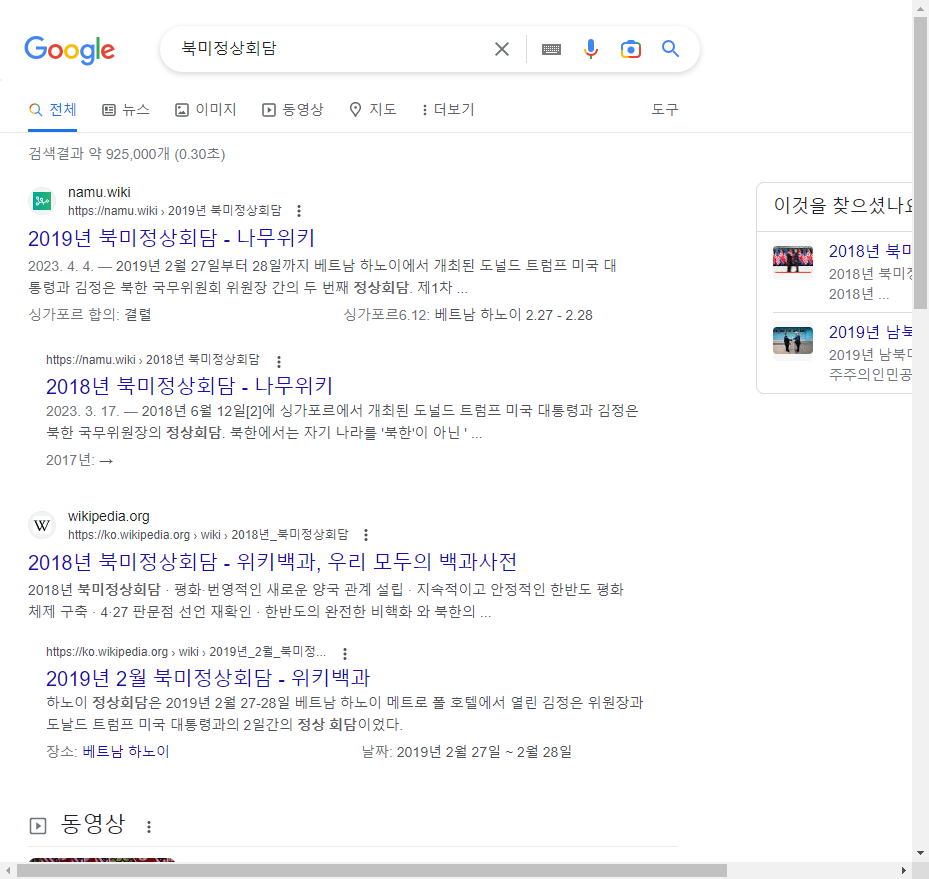 Google
북미정상회담
전체 뉴스 이미지 동영상 지도 더보기 도구
검색결과 약 925,000개 (0.30초)
namu.wiki
https://namu.wiki › 2019년 북미정상회담
2019년 북미정상회담 - 나무위키
2023. 4. 4. — 2019년 2월 27일부터 28일까지 베트남 하노이에서 개최된 도널드 트럼프 미국 대
통령과 김정은 북한 국무위원회 위원장 간의 두 번째 정상회담. 제1차 ...
싱가포르 합의: 결렬 싱가포르6.12: 베트남 하노이 2.27 - 2.28
https://namu.wiki › 2018년 북미정상회담
2018년 북미정상회담 - 나무위키
2023. 3. 17. — 2018년 6월 12일[2]에 싱가포르에서 개최된 도널드 트럼프 미국 대통령과 김정은
북한 국무위원장의 정상회담. 북한에서는 자기 나라를 '북한'이 아닌 ' ...
2017년: →
wikipedia.org
https://ko.wikipedia.org › wiki › 2018년_북미정상회담
2018년 북미정상회담 - 위키백과, 우리 모두의 백과사전
2018년 북미정상회담 · 평화·번영적인 새로운 양국 관계 설립 · 지속적이고 안정적인 한반도 평화
체제 구축 · 4·27 판문점 선언 재확인 · 한반도의 완전한 비핵화 와 북한의 ...
https://ko.wikipedia.org › wiki › 2019년_2월_북미정...
2019년 2월 북미정상회담 - 위키백과
하노이 정상회담은 2019년 2월 27-28일 베트남 하노이 메트로 폴 호텔에서 열린 김정은 위원장과
도날드 트럼프 미국 대통령과의 2일간의 정상 회담이었다.
장소: 베트남 하노이 날짜: 2019년 2월 27일 ~ 2월 28일
동영상
이것을 찾으셨나요
2018년 북미
2018년 북미정
2018년 ...
2019년 남북
2019년 남북미
주주의인민공